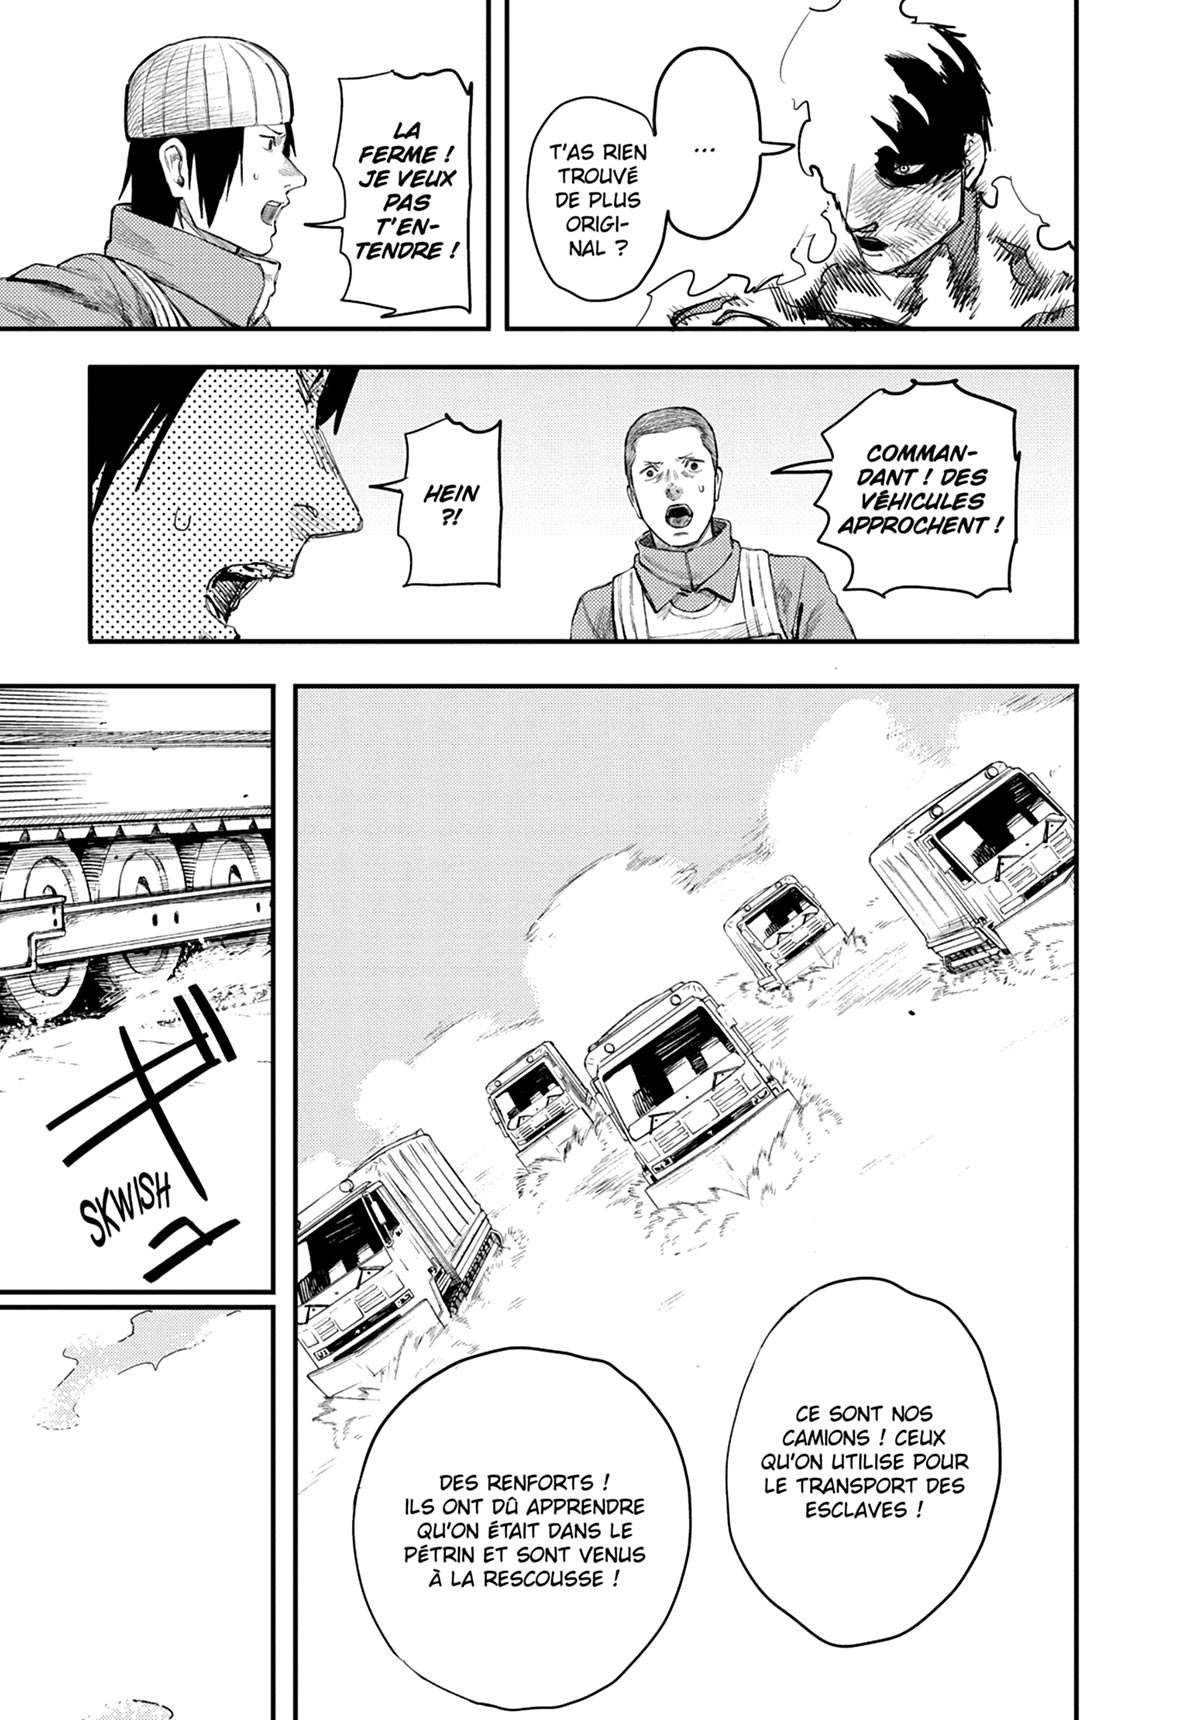 ...
T'AS RIEN
TROUVÉ
DE PLUS
ORIGI-
NAL ?
LA
FERME !
JE VEUX
PAS
T'EN-
TENDRE !
COMMAN-
DANT ! DES
VÉHICULES
APPROCHENT !
HEIN
?!
CE SONT NOS
CAMIONS ! CEUX
QU'ON UTILISE POUR
LE TRANSPORT DES
ESCLAVES !
DES RENFORTS !
ILS ONT DÛ APPRENDRE
QU'ON ÉTAIT DANS LE
PÉTRIN ET SONT VENUS
À LA RESCOUSSE !
ギュ
SKWISH